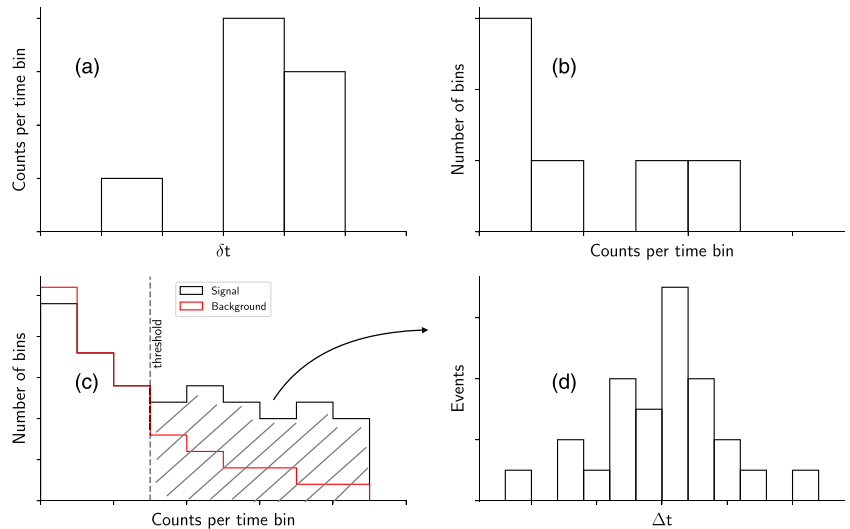 (a)
Counts per time bin
δt
(b)
Number of bins
Counts per time bin
(c)
Number of bins
Signal
Background
threshold
Counts per time bin
(d)
Events
Δt